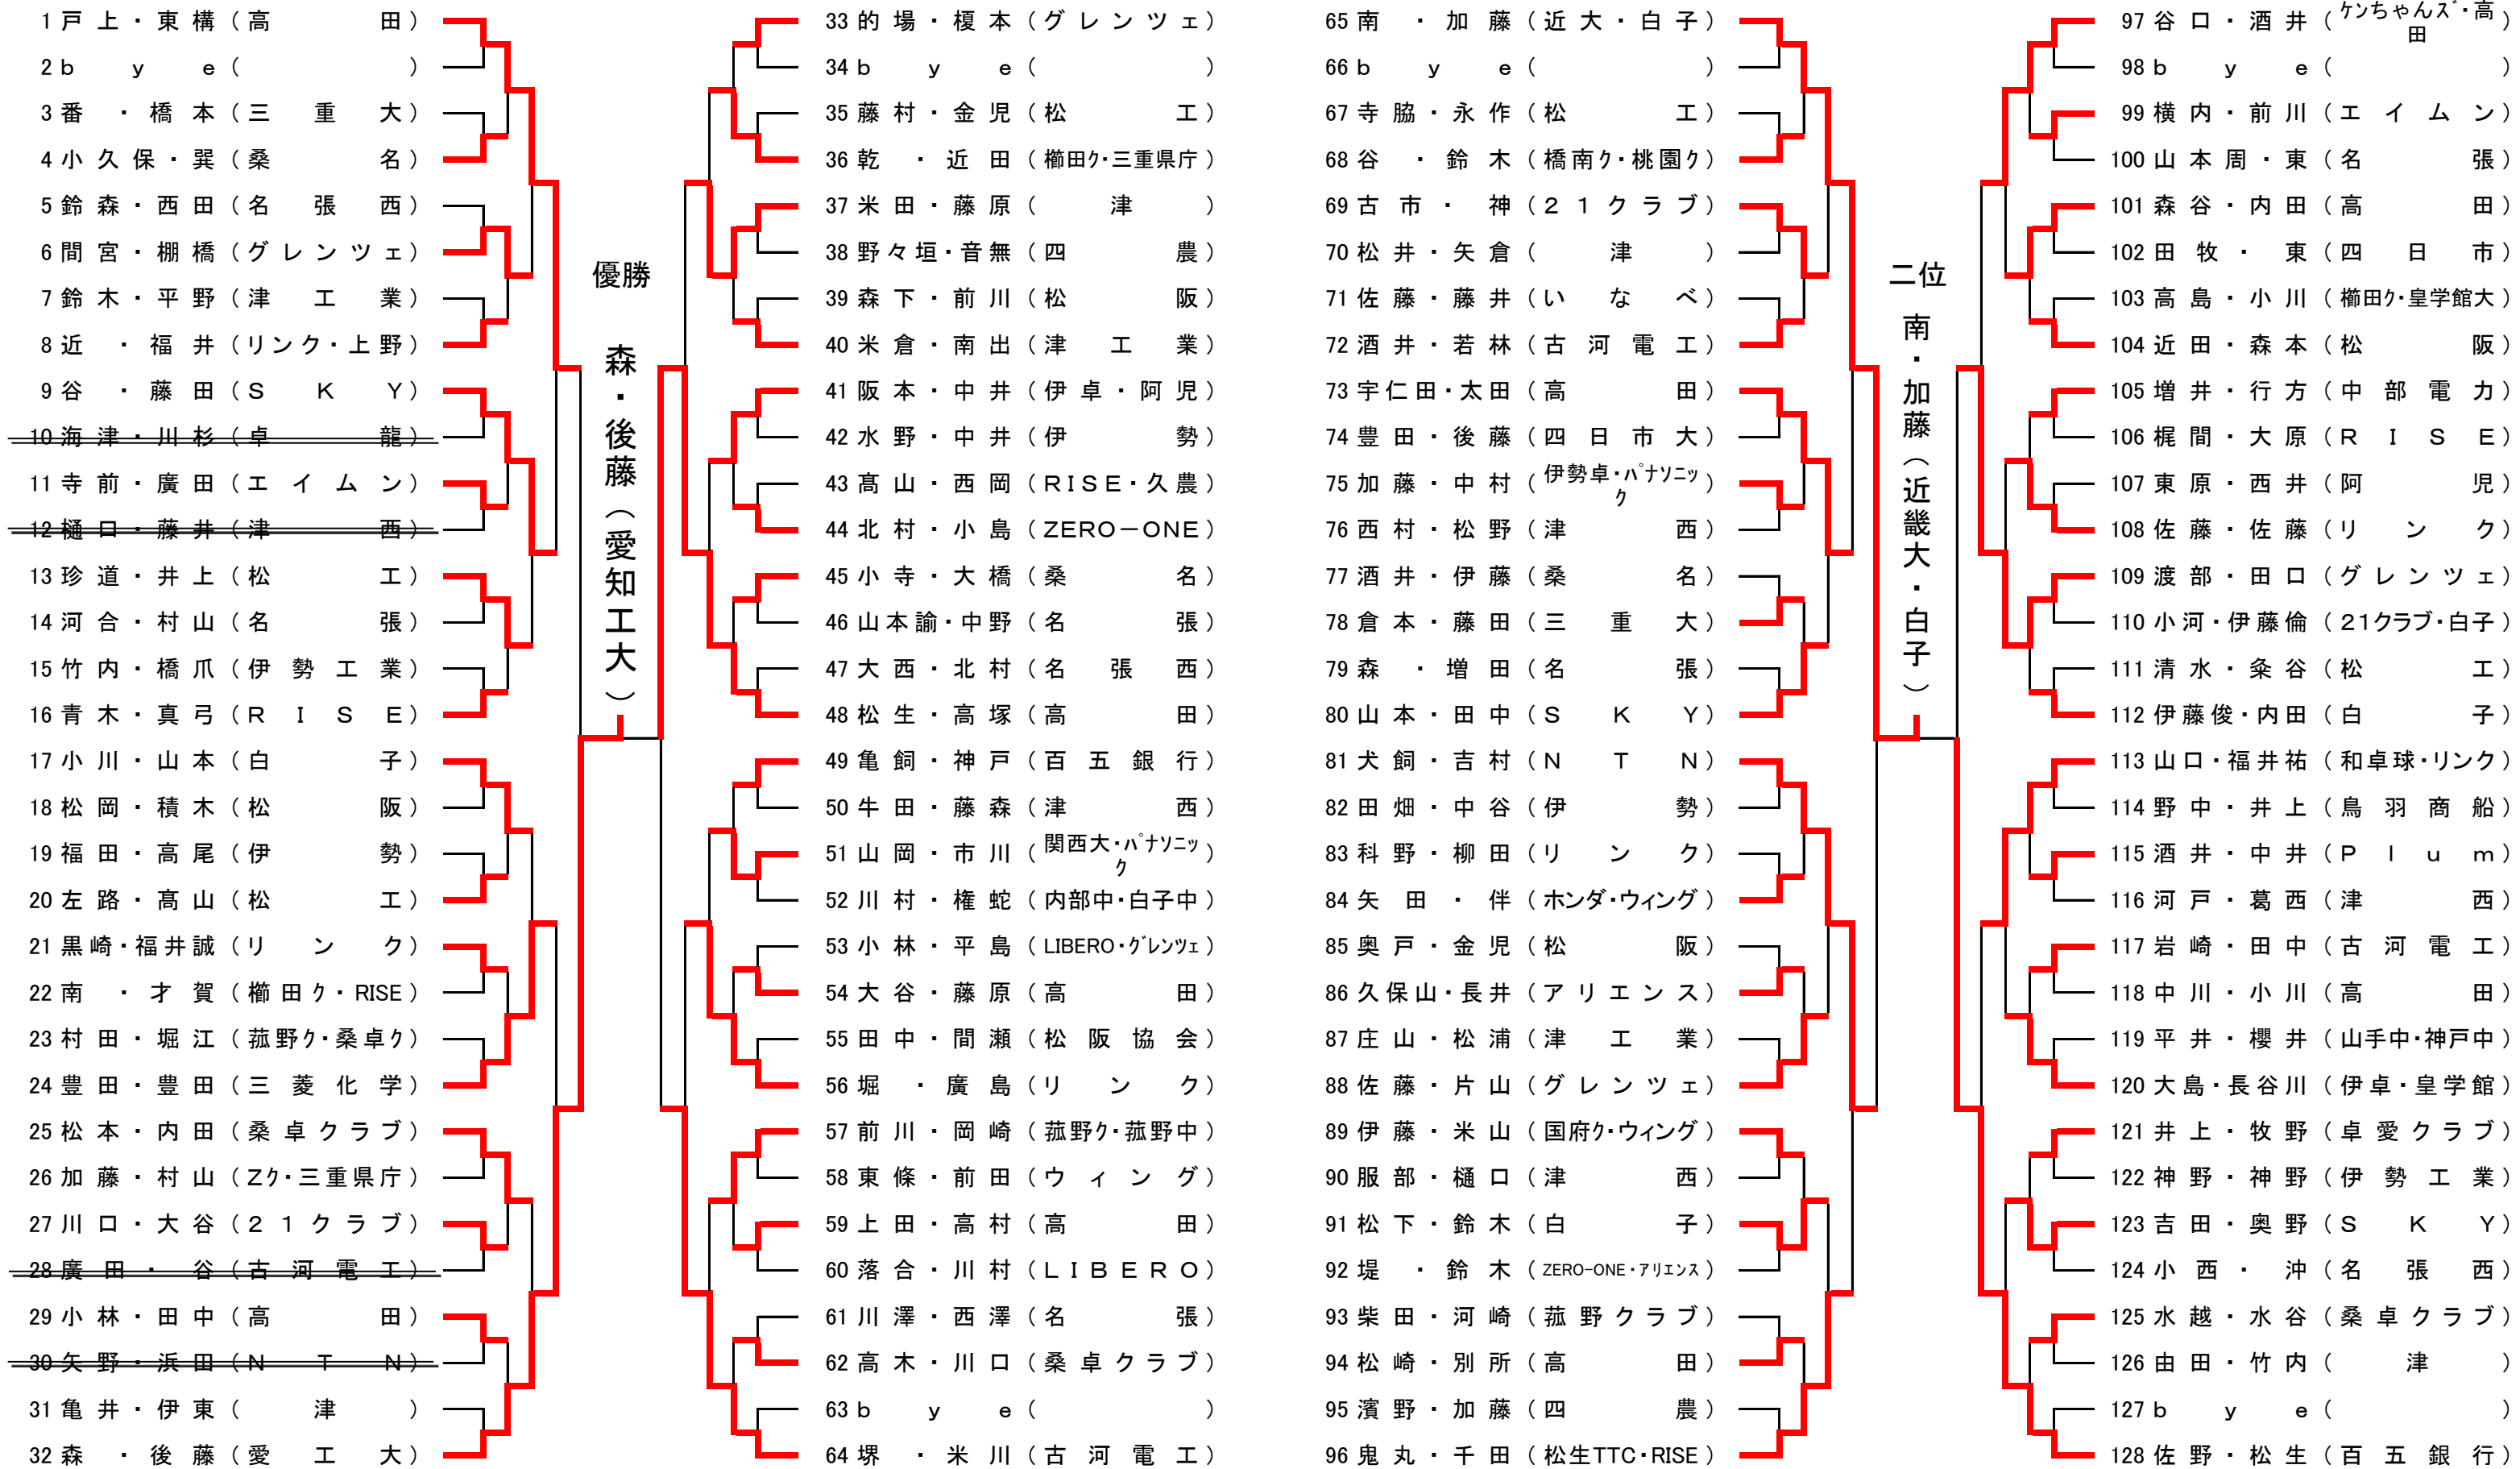 1 戸上・東構（高田）
2 bye（　）
3 番・橋本（三重大）
4 小久保・巽（桑名）
5 鈴森・西田（名張西）
6 間宮・棚橋（グレンツェ）
7 鈴木・平野（津工業）
8 近・福井（リンク・上野）
9 谷・藤田（SKY）
10 海津・川杉（卓龍）
11 寺前・廣田（エイムン）
12 樋口・藤井（津西）
13 珍道・井上（松工）
14 河合・村山（名張）
15 竹内・橋爪（伊勢工業）
16 青木・真弓（RISE）
17 小川・山本（白子）
18 松岡・積木（松阪）
19 福田・高尾（伊勢）
20 左路・髙山（松工）
21 黒崎・福井誠（リンク）
22 南・才賀（櫛田ク・RISE）
23 村田・堀江（菰野ク・桑卓ク）
24 豊田・豊田（三菱化学）
25 松本・内田（桑卓クラブ）
26 加藤・村山（Zク・三重県庁）
27 川口・大谷（21クラブ）
28 廣田・谷（古河電工）
29 小林・田中（高田）
30 矢野・浜田（NTN）
31 亀井・伊東（津）
32 森・後藤（愛工大）
優勝
森・後藤（愛知工大）
33 的場・榎本（グレンツェ）
34 bye（　）
35 藤村・金児（松工）
36 乾・近田（櫛田ク・三重県庁）
37 米田・藤原（津）
38 野々垣・音無（四農）
39 森下・前川（松阪）
40 米倉・南出（津工業）
41 阪本・中井（伊卓・阿児）
42 水野・中井（伊勢）
43 髙山・西岡（RISE・久農）
44 北村・小島（ZERO－ONE）
45 小寺・大橋（桑名）
46 山本諭・中野（名張）
47 大西・北村（名張西）
48 松生・高塚（高田）
49 亀飼・神戸（百五銀行）
50 牛田・藤森（津西）
51 山岡・市川（関西大・パナソニック）
52 川村・権蛇（内部中・白子中）
53 小林・平島（LIBERO・グレンツェ）
54 大谷・藤原（高田）
55 田中・間瀬（松阪協会）
56 堀・廣島（リンク）
57 前川・岡崎（菰野ク・菰野中）
58 東條・前田（ウィング）
59 上田・高村（高田）
60 落合・川村（LIBERO）
61 川澤・西澤（名張）
62 高木・川口（桑卓クラブ）
63 bye（　）
64 堺・米川（古河電工）
65 南・加藤（近大・白子）
66 bye（　）
67 寺脇・永作（松工）
68 谷・鈴木（橋南ク・桃園ク）
69 古市・神（21クラブ）
70 松井・矢倉（津）
71 佐藤・藤井（いなべ）
72 酒井・若林（古河電工）
73 宇仁田・太田（高田）
74 豊田・後藤（四日市大）
75 加藤・中村（伊勢卓・パナソニック）
76 西村・松野（津西）
77 酒井・伊藤（桑名）
78 倉本・藤田（三重大）
79 森・増田（名張）
80 山本・田中（SKY）
81 犬飼・吉村（NTN）
82 田畑・中谷（伊勢）
83 科野・柳田（リンク）
84 矢田・伴（ホンダ・ウィング）
85 奥戸・金児（松阪）
86 久保山・長井（アリエンス）
87 庄山・松浦（津工業）
88 佐藤・片山（グレンツェ）
89 伊藤・米山（国府ク・ウィング）
90 服部・樋口（津西）
91 松下・鈴木（白子）
92 堤・鈴木（ZERO-ONE・アリエンス）
93 柴田・河崎（菰野クラブ）
94 松崎・別所（高田）
95 濱野・加藤（四農）
96 鬼丸・千田（松生TTC・RISE）
二位
南・加藤（近畿大・白子）
97 谷口・酒井（ケンちゃんズ・高田）
98 bye（　）
99 横内・前川（エイムン）
100 山本周・東（名張）
101 森谷・内田（高田）
102 田牧・東（四日市）
103 高島・小川（櫛田ク・皇学館大）
104 近田・森本（松阪）
105 増井・行方（中部電力）
106 梶間・大原（RISE）
107 東原・西井（阿児）
108 佐藤・佐藤（リンク）
109 渡部・田口（グレンツェ）
110 小河・伊藤倫（21クラブ・白子）
111 清水・粂谷（松工）
112 伊藤俊・内田（白子）
113 山口・福井祐（和卓球・リンク）
114 野中・井上（鳥羽商船）
115 酒井・中井（Plum）
116 河戸・葛西（津西）
117 岩崎・田中（古河電工）
118 中川・小川（高田）
119 平井・櫻井（山手中・神戸中）
120 大島・長谷川（伊卓・皇学館）
121 井上・牧野（卓愛クラブ）
122 神野・神野（伊勢工業）
123 吉田・奥野（SKY）
124 小西・沖（名張西）
125 水越・水谷（桑卓クラブ）
126 由田・竹内（津）
127 bye（　）
128 佐野・松生（百五銀行）